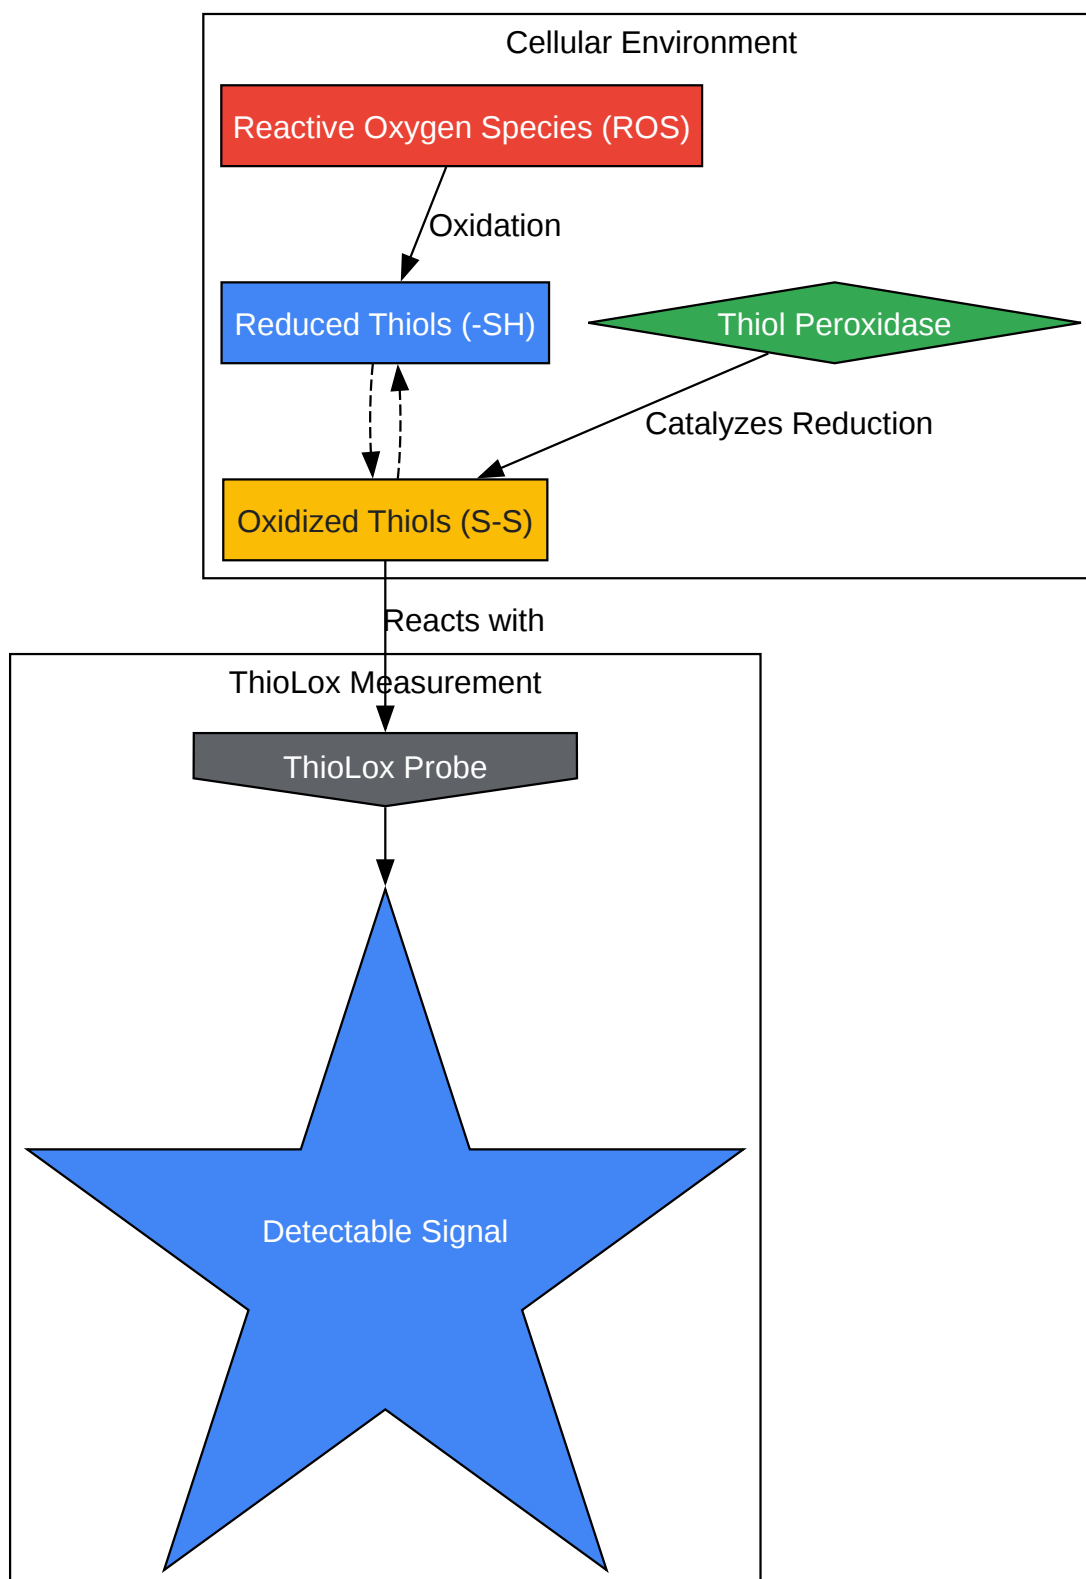 Cellular Environment
Reactive Oxygen Species (ROS)
Oxidation
Reduced Thiols (-SH)
Thiol Peroxidase
Catalyzes Reduction
Oxidized Thiols (S-S)
Reacts with
ThioLox Measurement
ThioLox Probe
Detectable Signal